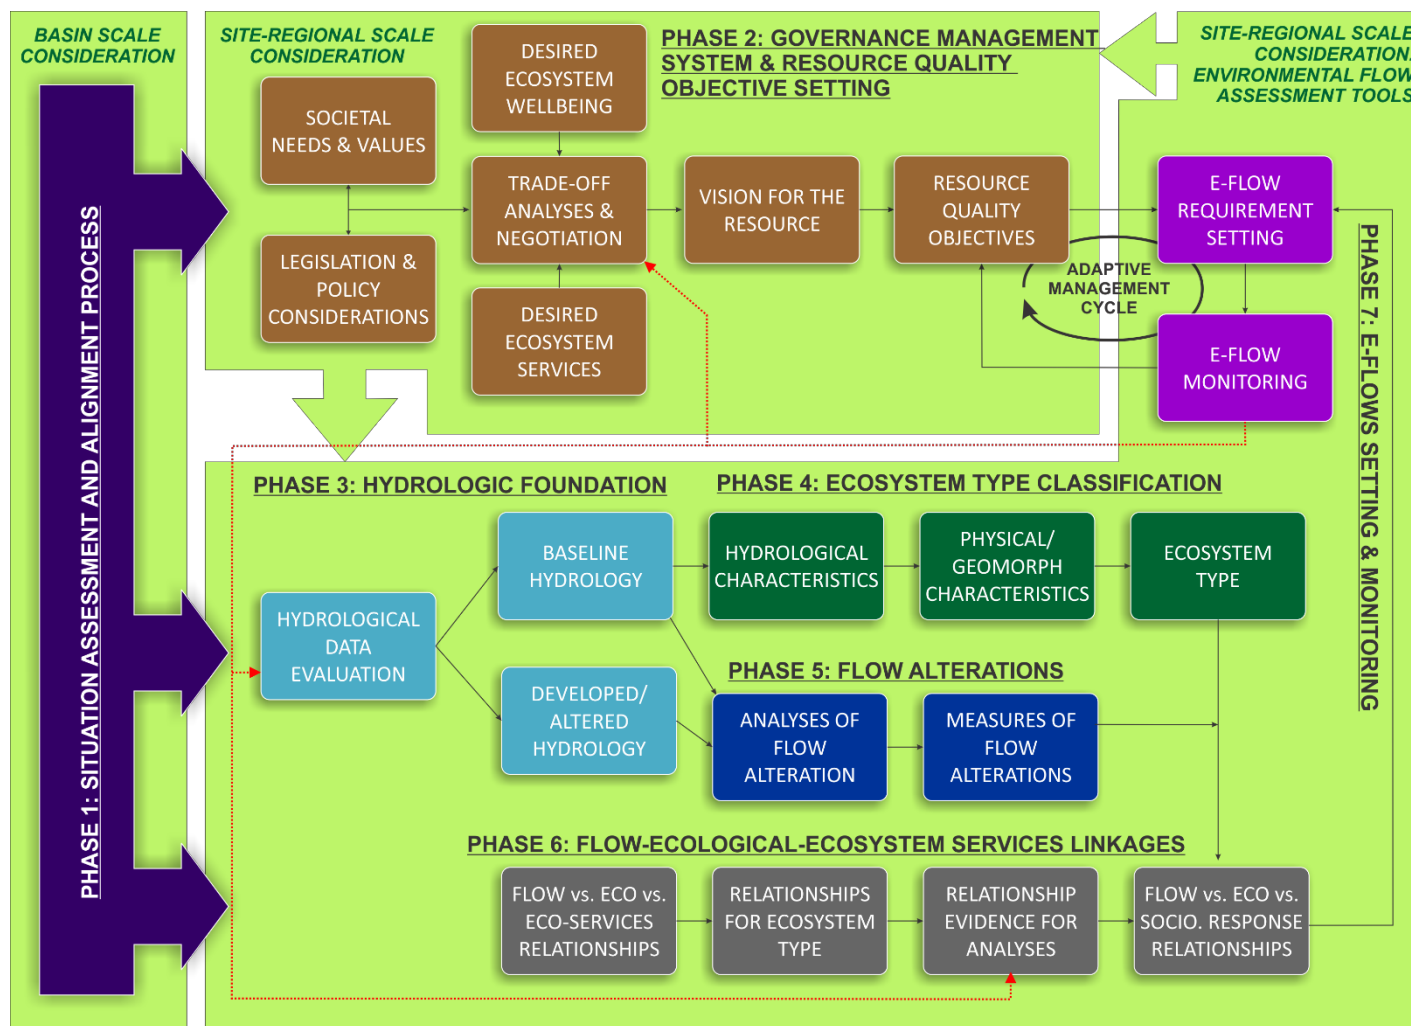 BASIN SCALE
CONSIDERATION
PHASE 1: SITUATION ASSESSMENT AND ALIGNMENT PROCESS
SITE-REGIONAL SCALE
CONSIDERATION
PHASE 2: GOVERNANCE MANAGEMENT
SYSTEM & RESOURCE QUALITY
OBJECTIVE SETTING
SITE-REGIONAL SCALE
CONSIDERATION.
ENVIRONMENTAL FLOW
ASSESSMENT TOOLS
SOCIETAL
NEEDS & VALUES
LEGISLATION &
POLICY
CONSIDERATIONS
DESIRED
ECOSYSTEM
WELLBEING
TRADE-OFF
ANALYSES &
NEGOTIATION
DESIRED
ECOSYSTEM
SERVICES
VISION FOR THE
RESOURCE
RESOURCE
QUALITY
OBJECTIVES
ADAPTIVE
MANAGEMENT
CYCLE
E-FLOW
REQUIREMENT
SETTING
E-FLOW
MONITORING
PHASE 7: E-FLOWS SETTING & MONITORING
PHASE 3: HYDROLOGIC FOUNDATION
HYDROLOGICAL
DATA
EVALUATION
BASELINE
HYDROLOGY
DEVELOPED/
ALTERED
HYDROLOGY
PHASE 4: ECOSYSTEM TYPE CLASSIFICATION
HYDROLOGICAL
CHARACTERISTICS
PHYSICAL/
GEOMORPH
CHARACTERISTICS
ECOSYSTEM
TYPE
PHASE 5: FLOW ALTERATIONS
ANALYSES OF
FLOW
ALTERATION
MEASURES OF
FLOW
ALTERATIONS
PHASE 6: FLOW-ECOLOGICAL-ECOSYSTEM SERVICES LINKAGES
FLOW vs. ECO vs.
ECO-SERVICES
RELATIONSHIPS
RELATIONSHIPS
FOR ECOSYSTEM
TYPE
RELATIONSHIP
EVIDENCE FOR
ANALYSES
FLOW vs. ECO vs.
SOCIO. RESPONSE
RELATIONSHIPS